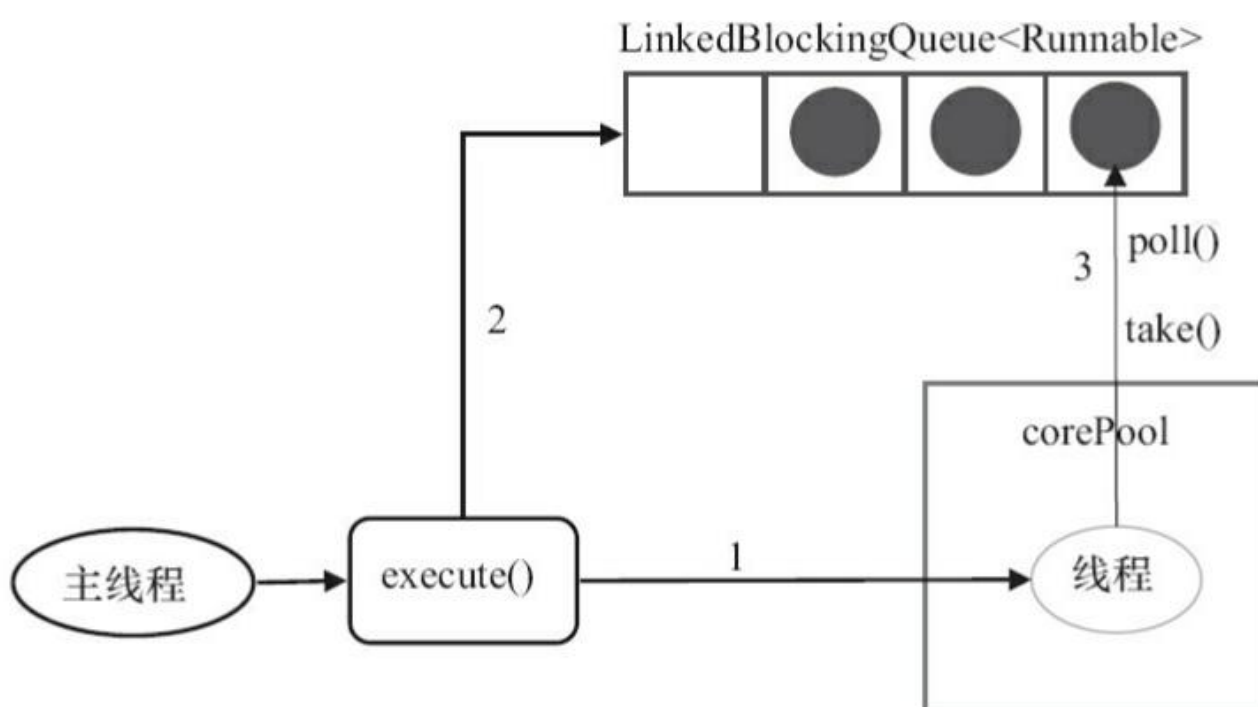 LinkedBlockingQueue<Runnable>
2
3
poll()
take()
corePool
主线程
execute()
1
线程